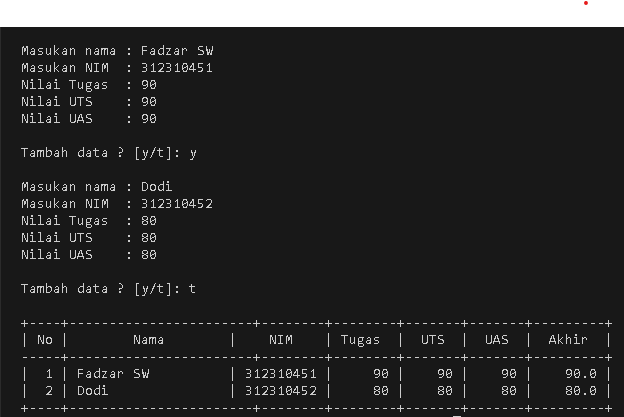 Masukan nama : Fadzar SW
Masukan NIM  : 312310451
Nilai Tugas  : 90
Nilai UTS    : 90
Nilai UAS    : 90
Tambah data ? [y/t]: y
Masukan nama : Dodi
Masukan NIM  : 312310452
Nilai Tugas  : 80
Nilai UTS    : 80
Nilai UAS    : 80
Tambah data ? [y/t]: t
+----+-----------------------+--------+--------+-------+-------+----------+
| No |        Nama        |    NIM    | Tugas |  UTS  |  UAS  |  Akhir  |
+----+-----------------------+--------+--------+-------+-------+----------+
|  1 | Fadzar SW          | 312310451 |    90 |    90 |    90 |    90.0 |
|  2 | Dodi               | 312310452 |    80 |    80 |    80 |    80.0 |
+----+-----------------------+--------+--------+-------+-------+----------+